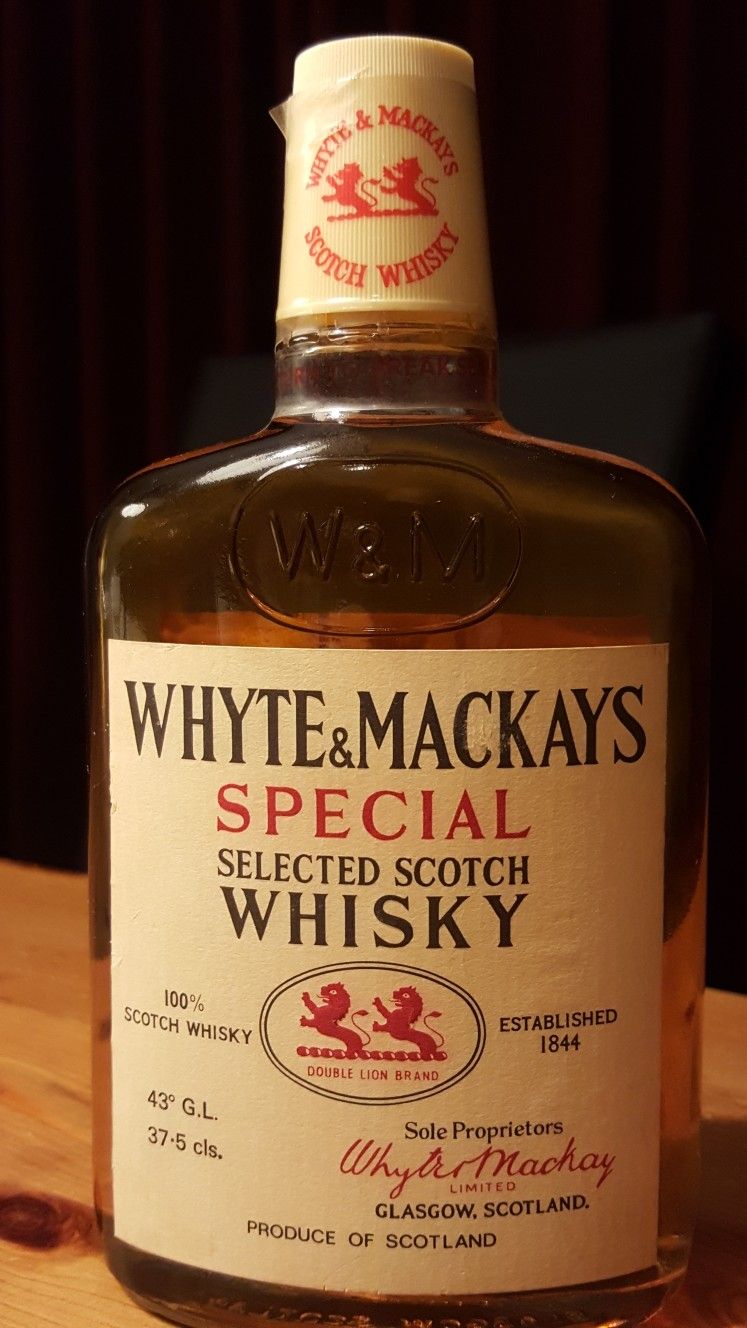 WHYTE & MACKAYS
SCOTCH WHISKY
W&M
WHYTE & MACKAYS
SPECIAL
SELECTED SCOTCH
WHISKY
100%
SCOTCH WHISKY
DOUBLE LION BRAND
ESTABLISHED
1844
43° G.L.
37·5 cls.
Sole Proprietors
Whyte & Mackay
LIMITED
GLASGOW, SCOTLAND.
PRODUCE OF SCOTLAND